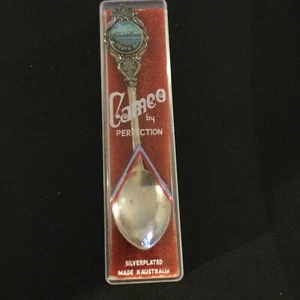 Cameo
by
PERFECTION
SILVERPLATED
MADE IN AUSTRALIA